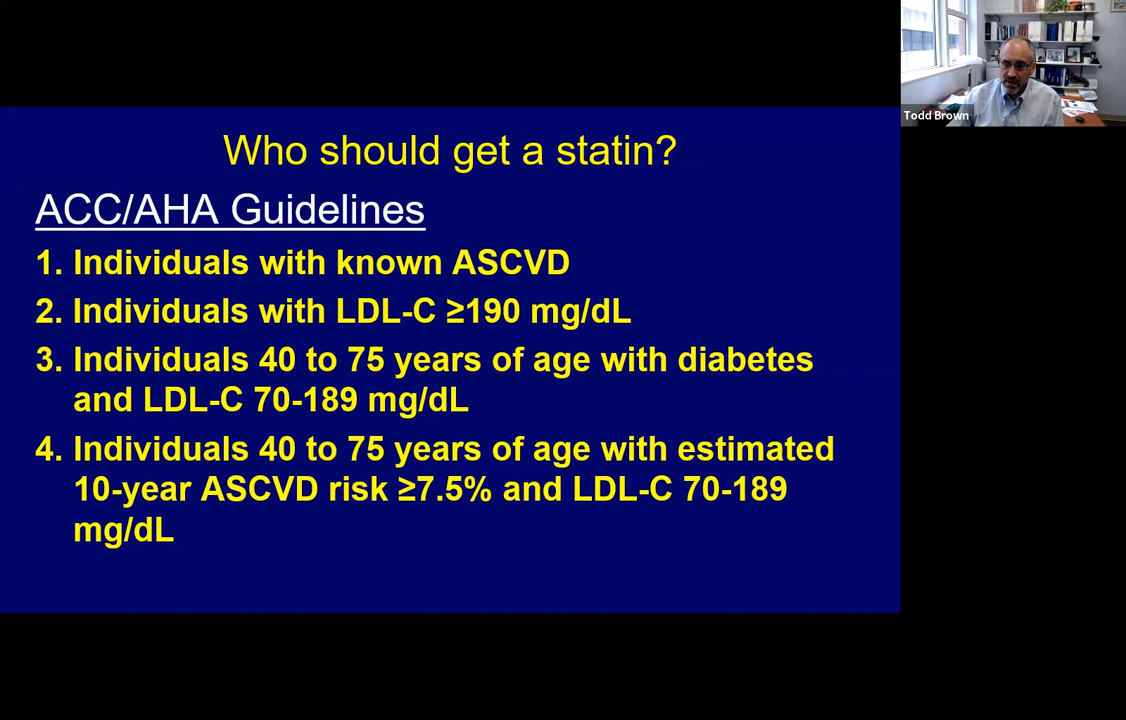 Who should get a statin?
ACC/AHA Guidelines
1. Individuals with known ASCVD
2. Individuals with LDL-C ≥190 mg/dL
3. Individuals 40 to 75 years of age with diabetes
and LDL-C 70-189 mg/dL
4. Individuals 40 to 75 years of age with estimated
10-year ASCVD risk ≥7.5% and LDL-C 70-189
mg/dL
Todd Brown